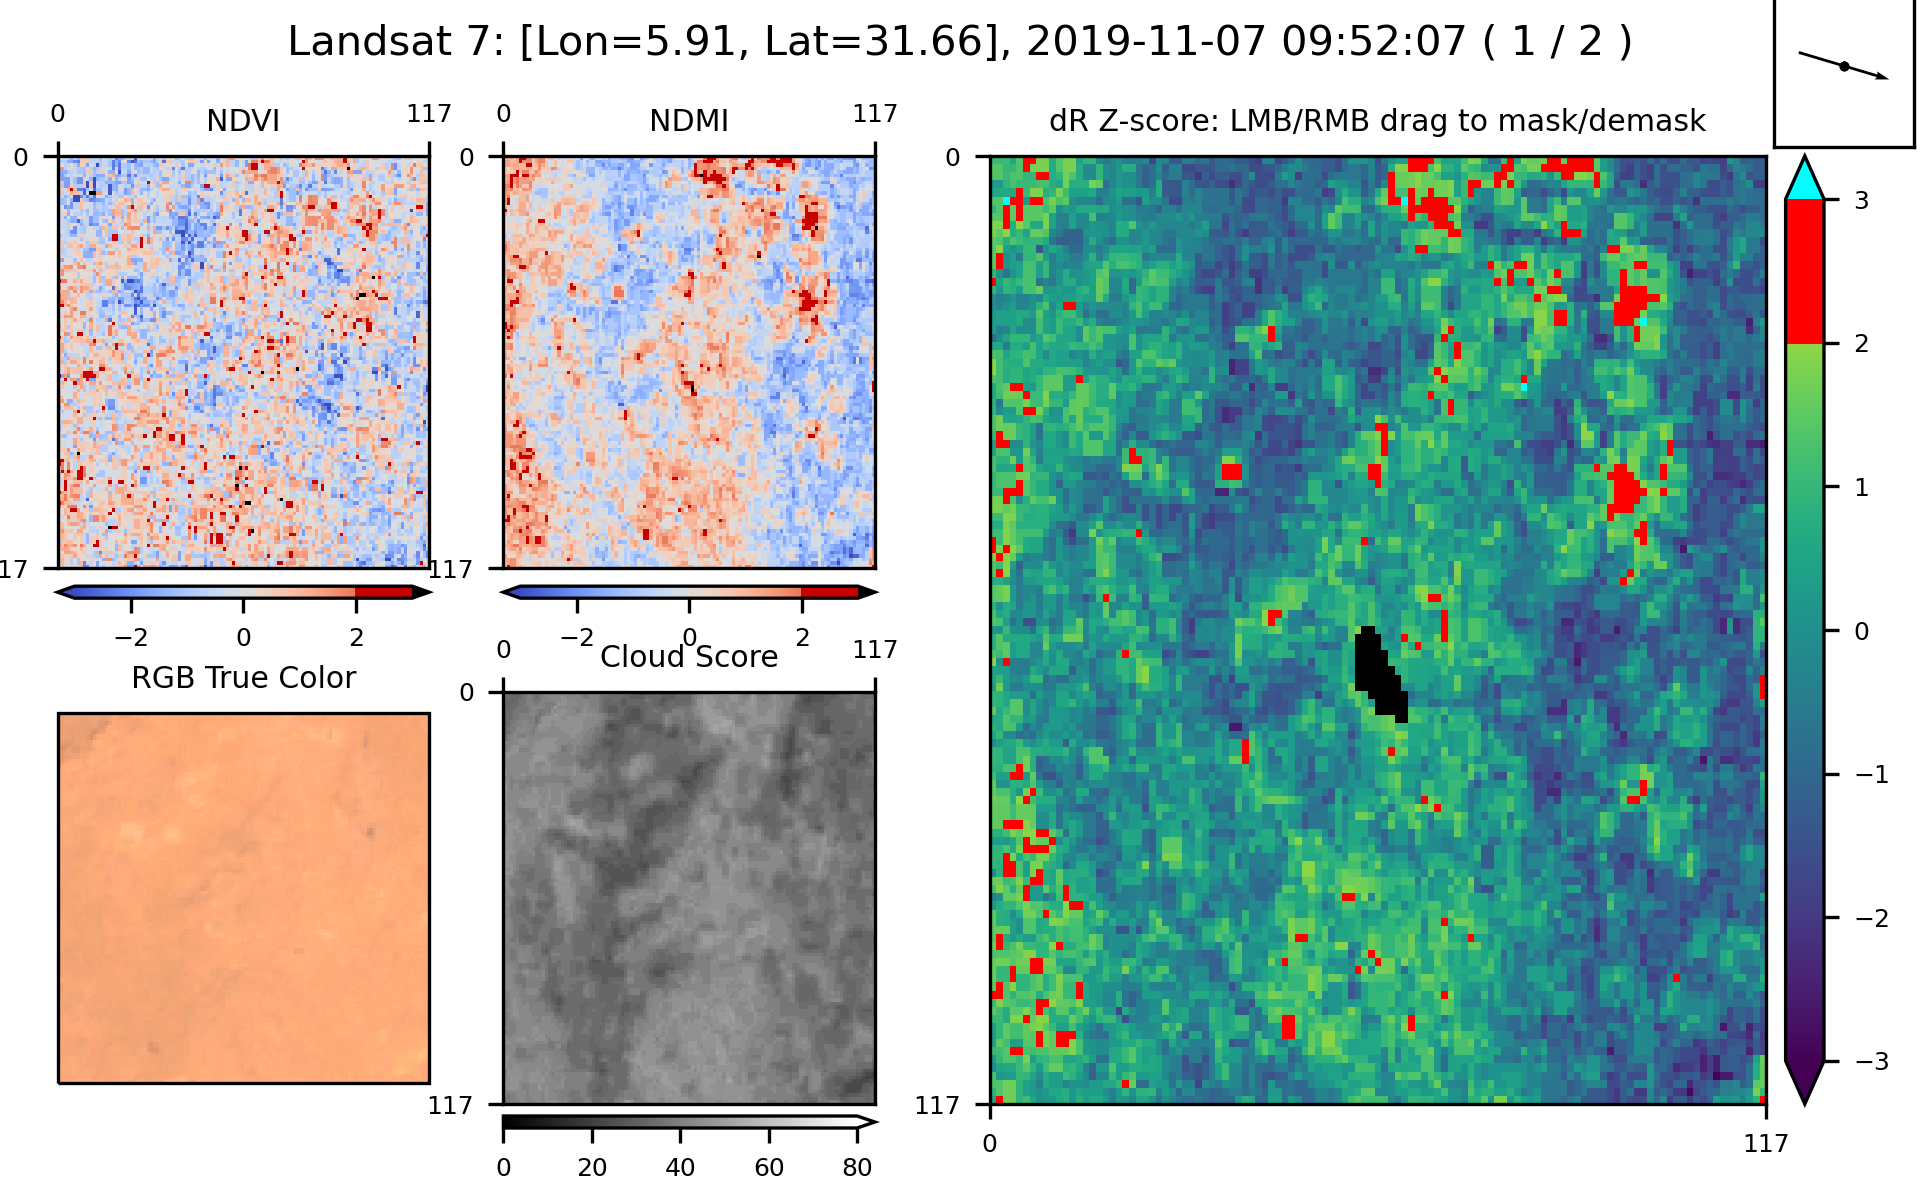 Landsat 7: [Lon=5.91, Lat=31.66], 2019-11-07 09:52:07 ( 1 / 2 )
0 NDVI 117
0
17
−2 0 2
0 NDMI 117
0
117
−2 0 2
dR Z-score: LMB/RMB drag to mask/demask
0
117
0 117
3
2
1
0
−1
−2
−3
RGB True Color
0 Cloud Score 117
0
117
0 20 40 60 80